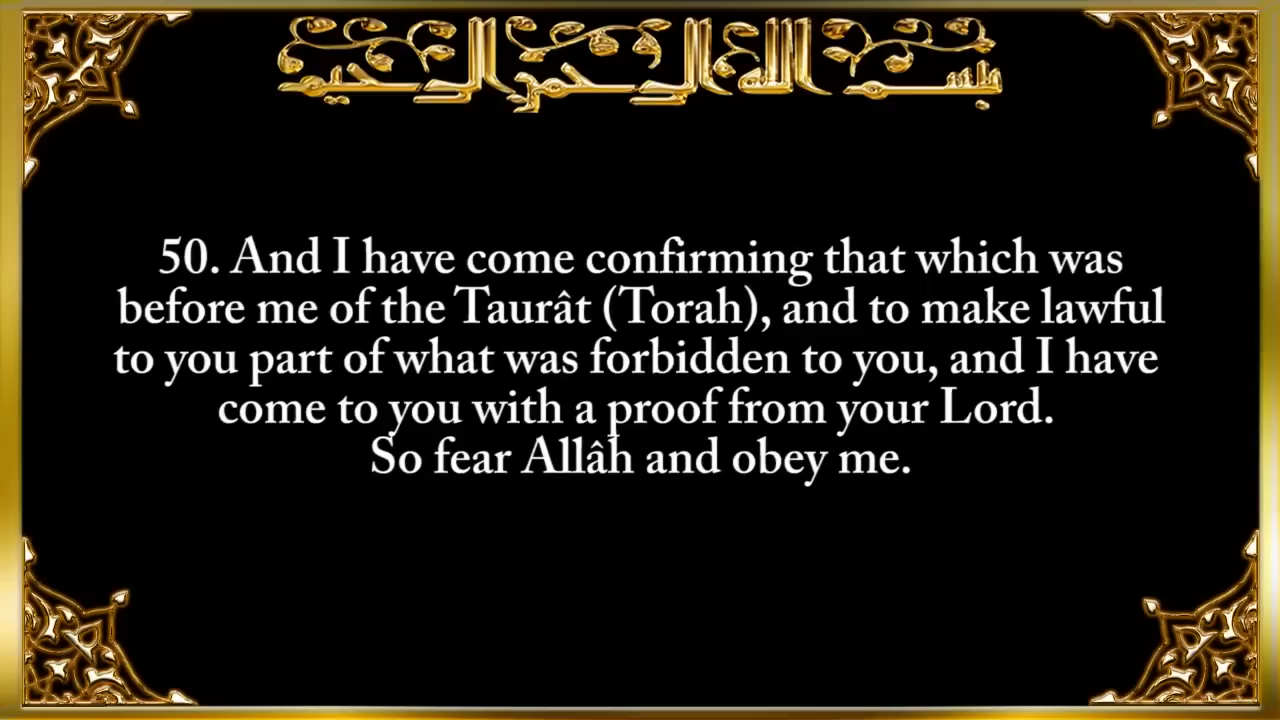 بسم الله الرحمن الرحيم
50. And I have come confirming that which was
before me of the Taurât (Torah), and to make lawful
to you part of what was forbidden to you, and I have
come to you with a proof from your Lord.
So fear Allâh and obey me.